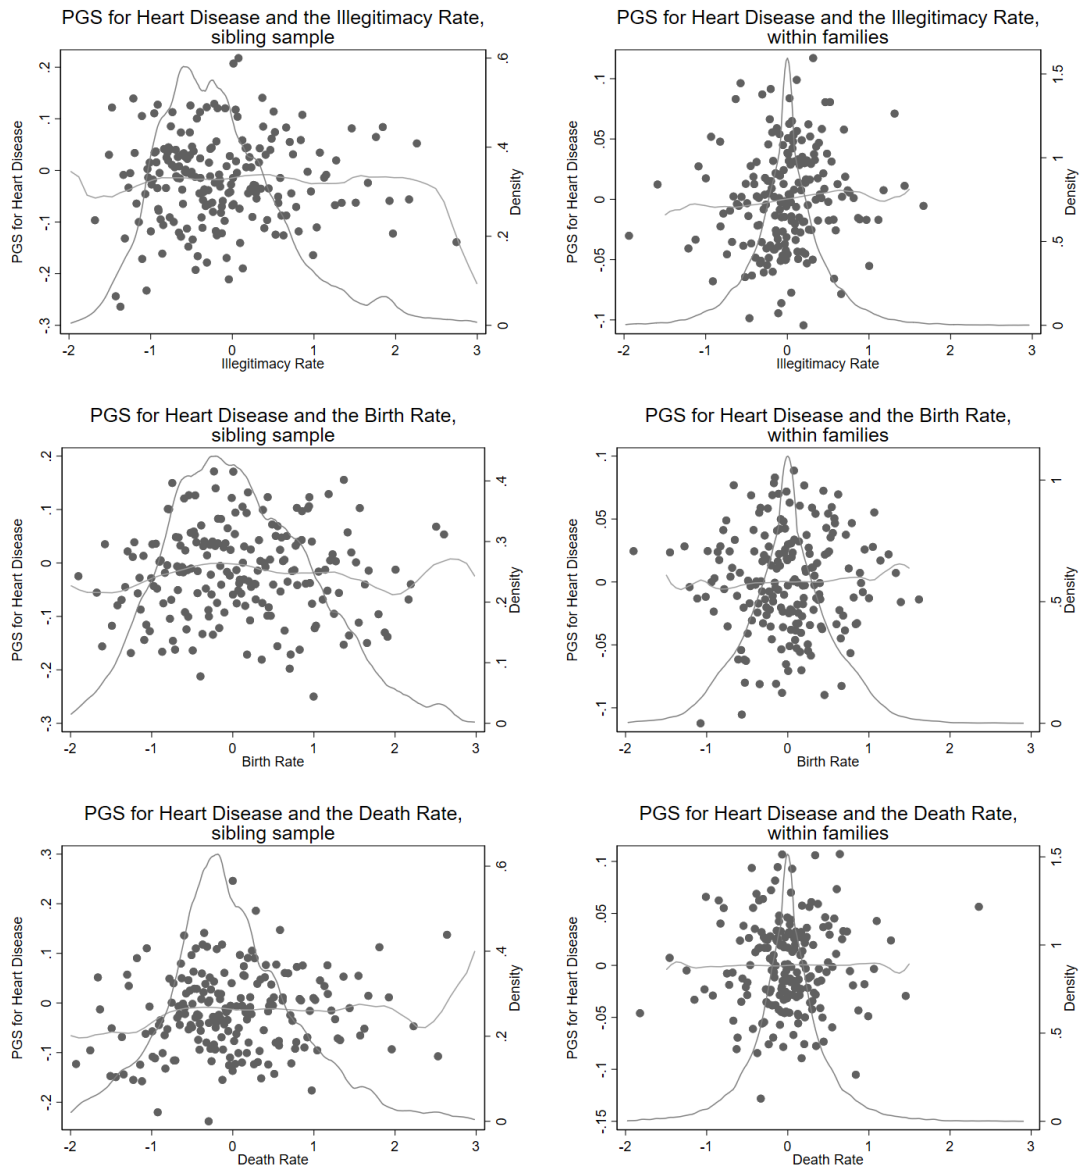 PGS for Heart Disease and the Illegitimacy Rate,
sibling sample
.2
.1
0
-.1
-.2
-.3
PGS for Heart Disease
.6
.4
.2
0
Density
-2 -1 0 1 2 3
Illegitimacy Rate
PGS for Heart Disease and the Illegitimacy Rate,
within families
.1
.05
0
-.05
-.1
PGS for Heart Disease
1.5
1
.5
0
Density
-2 -1 0 1 2 3
Illegitimacy Rate
PGS for Heart Disease and the Birth Rate,
sibling sample
.2
.1
0
-.1
-.2
-.3
PGS for Heart Disease
.4
.3
.2
.1
0
Density
-2 -1 0 1 2 3
Birth Rate
PGS for Heart Disease and the Birth Rate,
within families
.1
.05
0
-.05
-.1
PGS for Heart Disease
1
.5
0
Density
-2 -1 0 1 2 3
Birth Rate
PGS for Heart Disease and the Death Rate,
sibling sample
.3
.2
.1
0
-.1
-.2
PGS for Heart Disease
.6
.4
.2
0
Density
-2 -1 0 1 2 3
Death Rate
PGS for Heart Disease and the Death Rate,
within families
.1
.05
0
-.05
-.1
-.15
PGS for Heart Disease
1.5
1
.5
0
Density
-2 -1 0 1 2 3
Death Rate